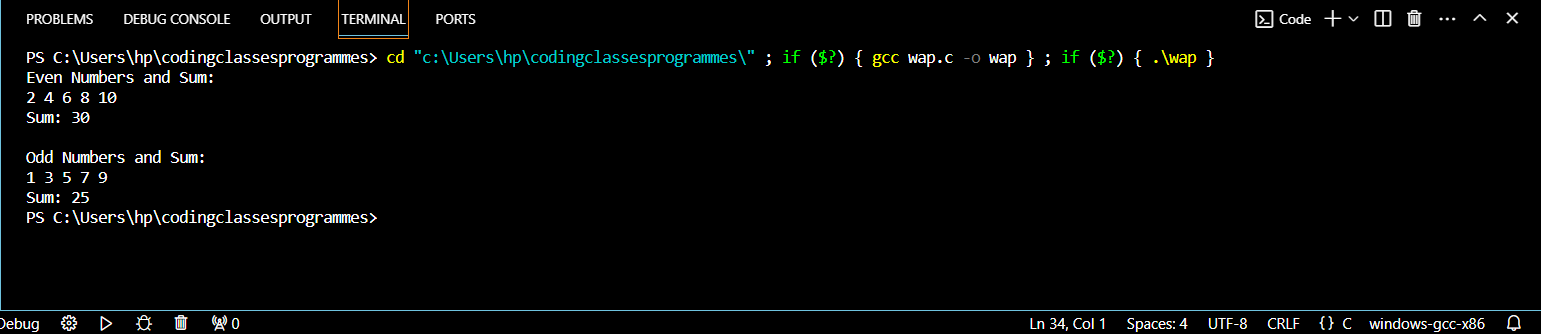 PROBLEMS DEBUG CONSOLE OUTPUT TERMINAL PORTS Code
PS C:\Users\hp\codingclassesprogrammes> cd "c:\Users\hp\codingclassesprogrammes\" ; if ($?) { gcc wap.c -o wap } ; if ($?) { .\wap }
Even Numbers and Sum:
2 4 6 8 10
Sum: 30
Odd Numbers and Sum:
1 3 5 7 9
Sum: 25
PS C:\Users\hp\codingclassesprogrammes>
Debug 0 Ln 34, Col 1 Spaces: 4 UTF-8 CRLF {} C windows-gcc-x86